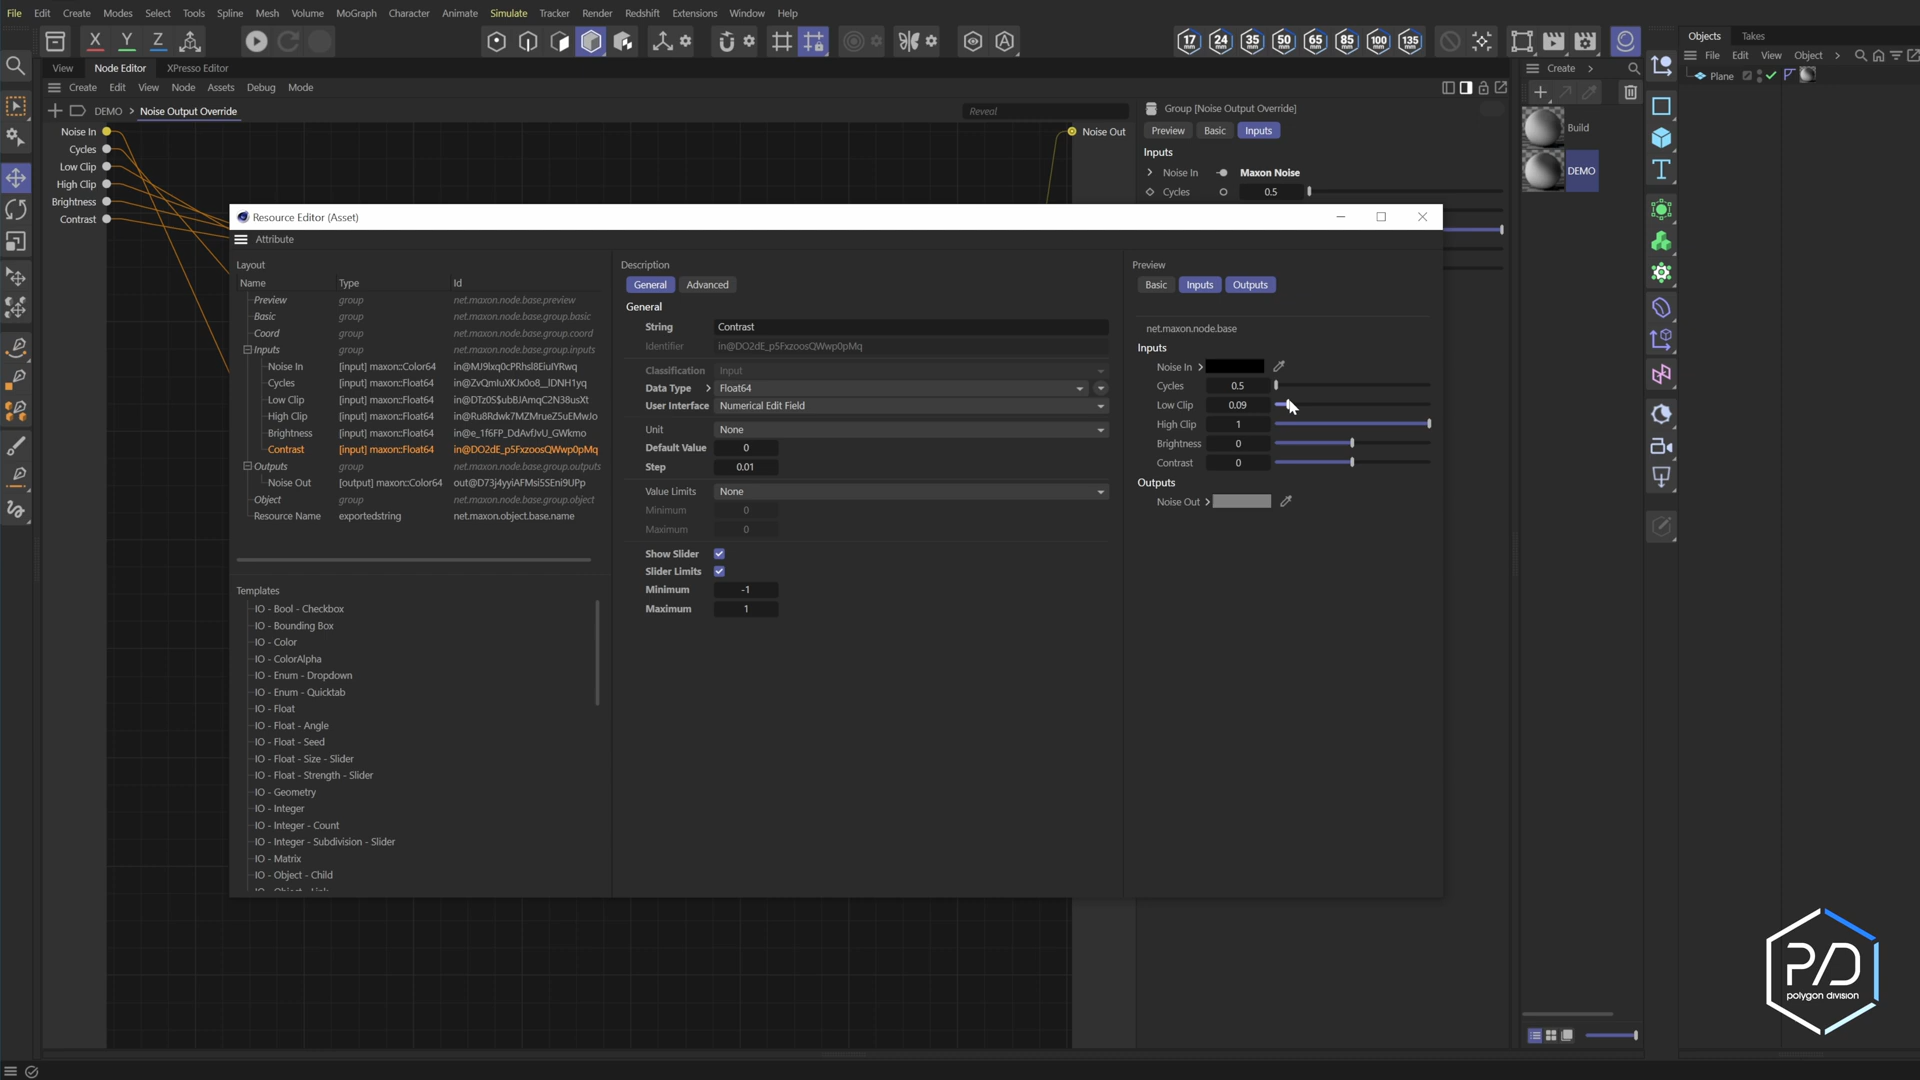 File Edit Create Modes Select Tools Spline Mesh Volume MoGraph Character Animate Simulate Tracker Render Redshift Extensions Window Help
X Y Z
17 24 35 50 65 85 100 135
View Node Editor XPresso Editor
Create Edit View Node Assets Debug Mode
DEMO > Noise Output Override
Reveal
Noise In
Cycles
Low Clip
High Clip
Brightness
Contrast
Noise Out
Group [Noise Output Override]
Preview Basic Inputs
Inputs
Noise In Maxon Noise
Cycles 0.5
Create
Build
DEMO
Objects Takes
File Edit View Object
Plane
Resource Editor (Asset)
Attribute
Layout
Name Type Id
Preview group net.maxon.node.base.preview
Basic group net.maxon.node.base.group.basic
Coord group net.maxon.node.base.group.coord
Inputs group net.maxon.node.base.group.inputs
Noise In [input] maxon::Color64 in@MJ9lxq0cPRhsl8EiuIYRwq
Cycles [input] maxon::Float64 in@ZvQmIuXKJx0o8_lDNH1yq
Low Clip [input] maxon::Float64 in@DTz0S$ubBJAmqC2N38usXt
High Clip [input] maxon::Float64 in@Ru8Rdwk7MZMrueZSuEMwJo
Brightness [input] maxon::Float64 in@e_1f6FP_DdAvfJvU_GWkmo
Contrast [input] maxon::Float64 in@DO2dE_p5FxzoosQWwp0pMq
Outputs group net.maxon.node.base.group.outputs
Noise Out [output] maxon::Color64 out@D73j4yyiAFMsi5SEni9UPp
Object group net.maxon.node.base.group.object
Resource Name exportedstring net.maxon.object.base.name
Templates
IO - Bool - Checkbox
IO - Bounding Box
IO - Color
IO - ColorAlpha
IO - Enum - Dropdown
IO - Enum - Quicktab
IO - Float
IO - Float - Angle
IO - Float - Seed
IO - Float - Size - Slider
IO - Float - Strength - Slider
IO - Geometry
IO - Integer
IO - Integer - Count
IO - Integer - Subdivision - Slider
IO - Matrix
IO - Object - Child
Description
General Advanced
General
String Contrast
Identifier in@DO2dE_p5FxzoosQWwp0pMq
Classification Input
Data Type > Float64
User Interface Numerical Edit Field
Unit None
Default Value 0
Step 0.01
Value Limits None
Minimum 0
Maximum 0
Show Slider
Slider Limits
Minimum -1
Maximum 1
Preview
Basic Inputs Outputs
net.maxon.node.base
Inputs
Noise In >
Cycles 0.5
Low Clip 0.09
High Clip 1
Brightness 0
Contrast 0
Outputs
Noise Out >
P/D
polygon division